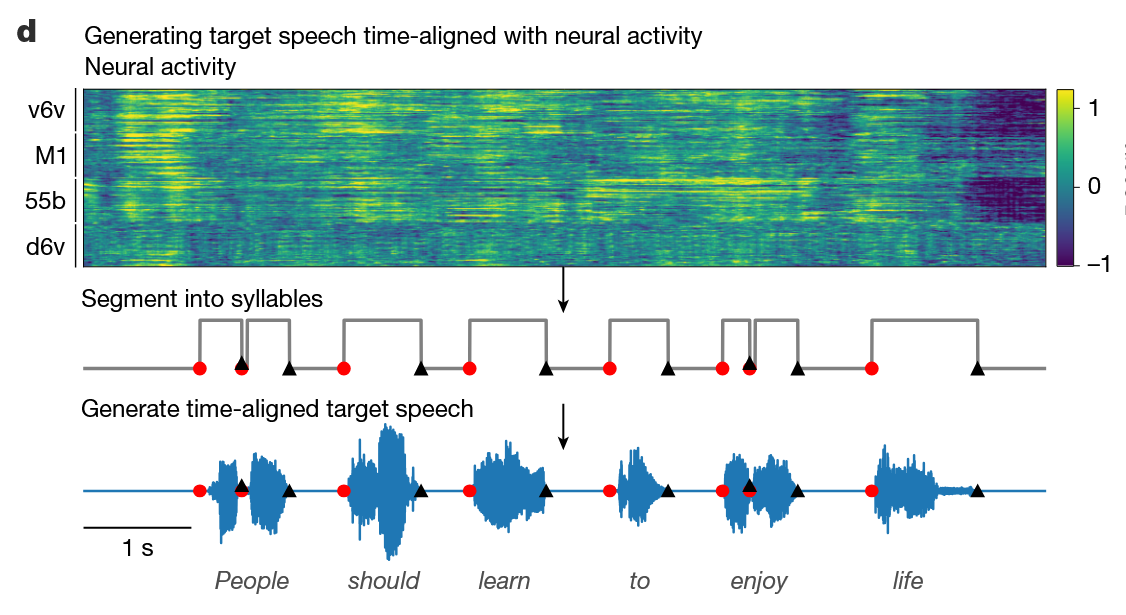 d
Generating target speech time-aligned with neural activity
Neural activity
v6v
M1
55b
d6v
1
0
–1
Segment into syllables
Generate time-aligned target speech
1 s
People should learn to enjoy life